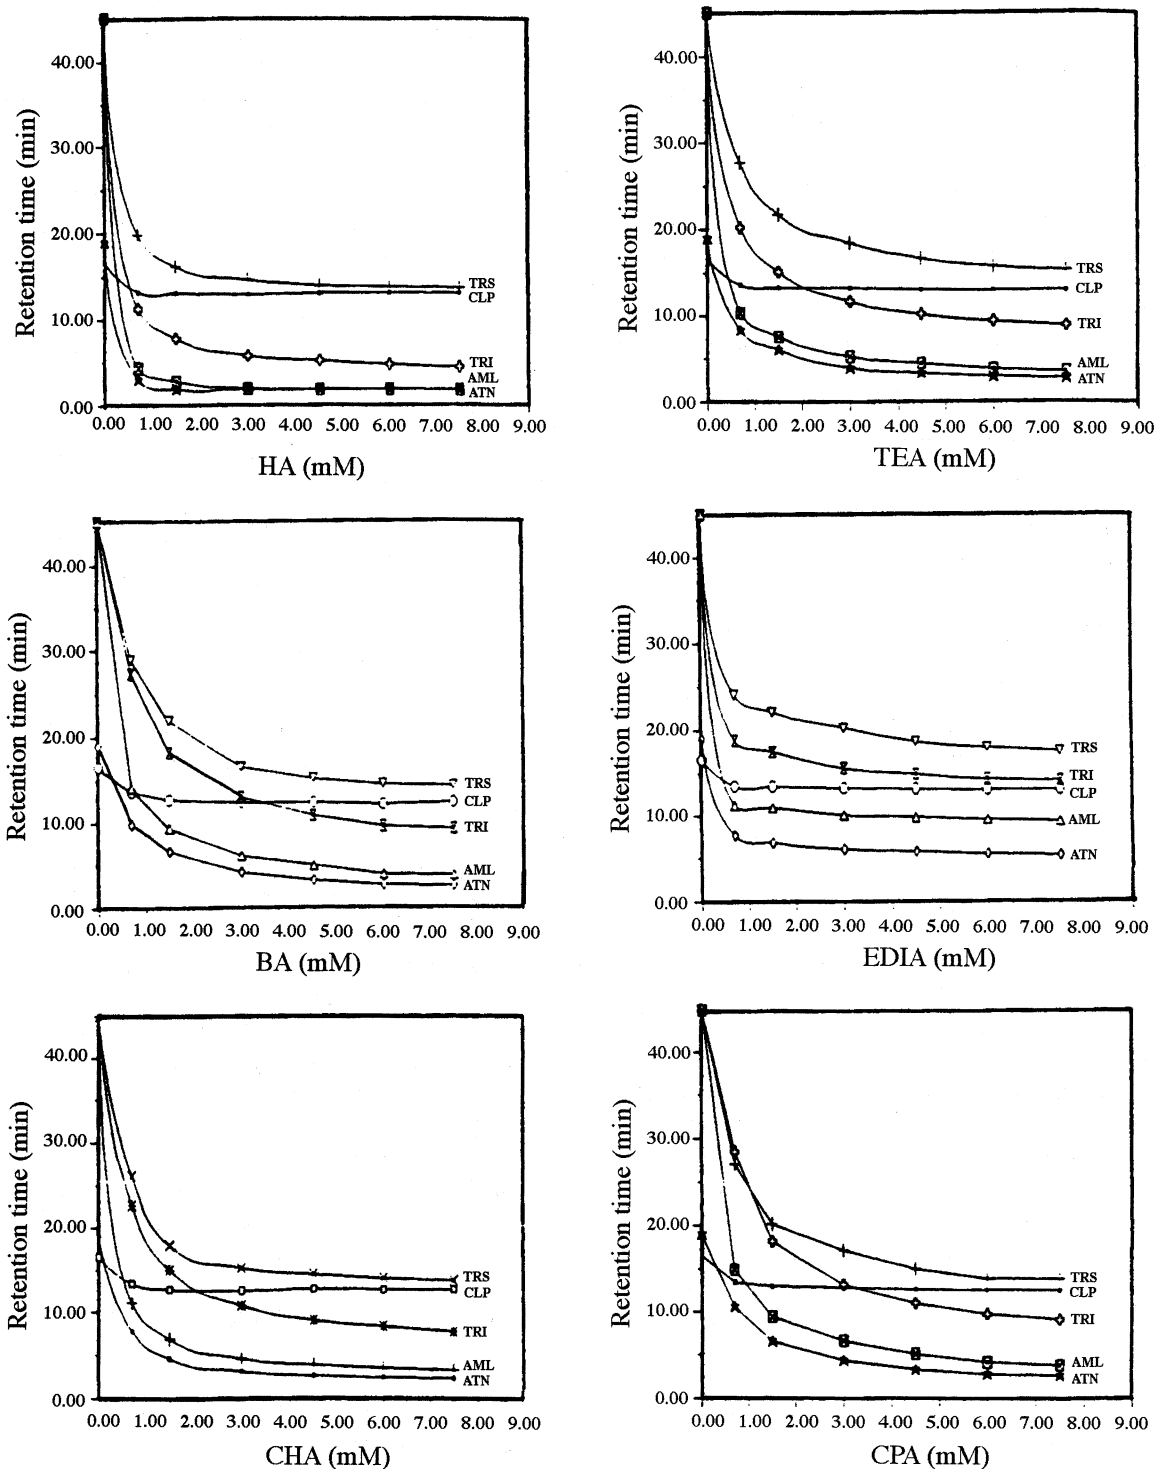 Retention time (min)
40.00
30.00
20.00
10.00
0.00
TRS
CLP
TRI
AML
ATN
0.00 1.00 2.00 3.00 4.00 5.00 6.00 7.00 8.00 9.00
HA (mM)
Retention time (min)
40.00
30.00
20.00
10.00
0.00
TRS
CLP
TRI
AML
ATN
0.00 1.00 2.00 3.00 4.00 5.00 6.00 7.00 8.00 9.00
TEA (mM)
Retention time (min)
40.00
30.00
20.00
10.00
0.00
TRS
CLP
TRI
AML
ATN
0.00 1.00 2.00 3.00 4.00 5.00 6.00 7.00 8.00 9.00
BA (mM)
Retention time (min)
40.00
30.00
20.00
10.00
0.00
TRS
TRI
CLP
AML
ATN
0.00 1.00 2.00 3.00 4.00 5.00 6.00 7.00 8.00 9.00
EDIA (mM)
Retention time (min)
40.00
30.00
20.00
10.00
0.00
TRS
CLP
TRI
AML
ATN
0.00 1.00 2.00 3.00 4.00 5.00 6.00 7.00 8.00 9.00
CHA (mM)
Retention time (min)
40.00
30.00
20.00
10.00
0.00
TRS
CLP
TRI
AML
ATN
0.00 1.00 2.00 3.00 4.00 5.00 6.00 7.00 8.00 9.00
CPA (mM)